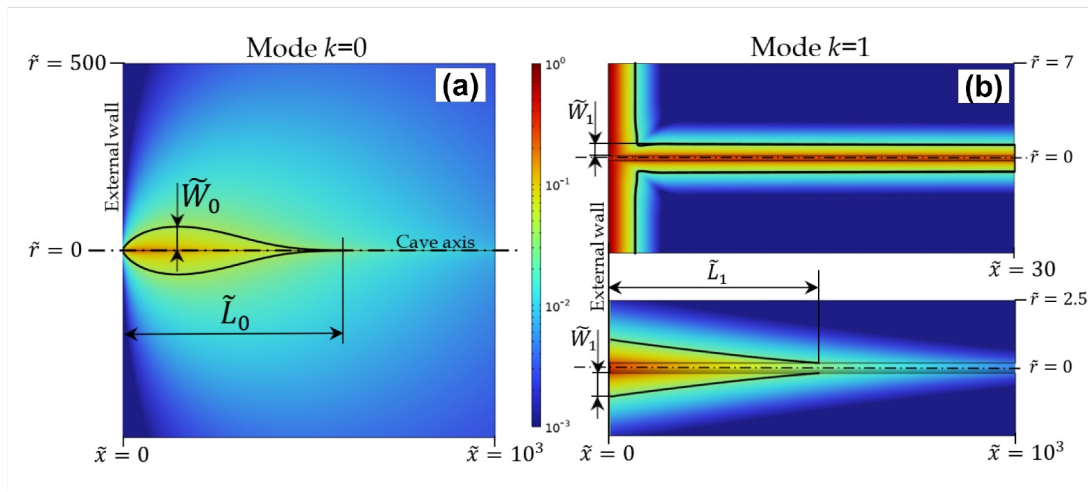 Mode k=0
r̃ = 500
(a)
External wall
W̃₀
r̃ = 0
Cave axis
L̃₀
x̃ = 0
x̃ = 10³
10⁰
10⁻¹
10⁻²
10⁻³
Mode k=1
r̃ = 7
(b)
W̃₁
r̃ = 0
External wall
x̃ = 30
L̃₁
r̃ = 2.5
W̃₁
r̃ = 0
x̃ = 0
x̃ = 10³